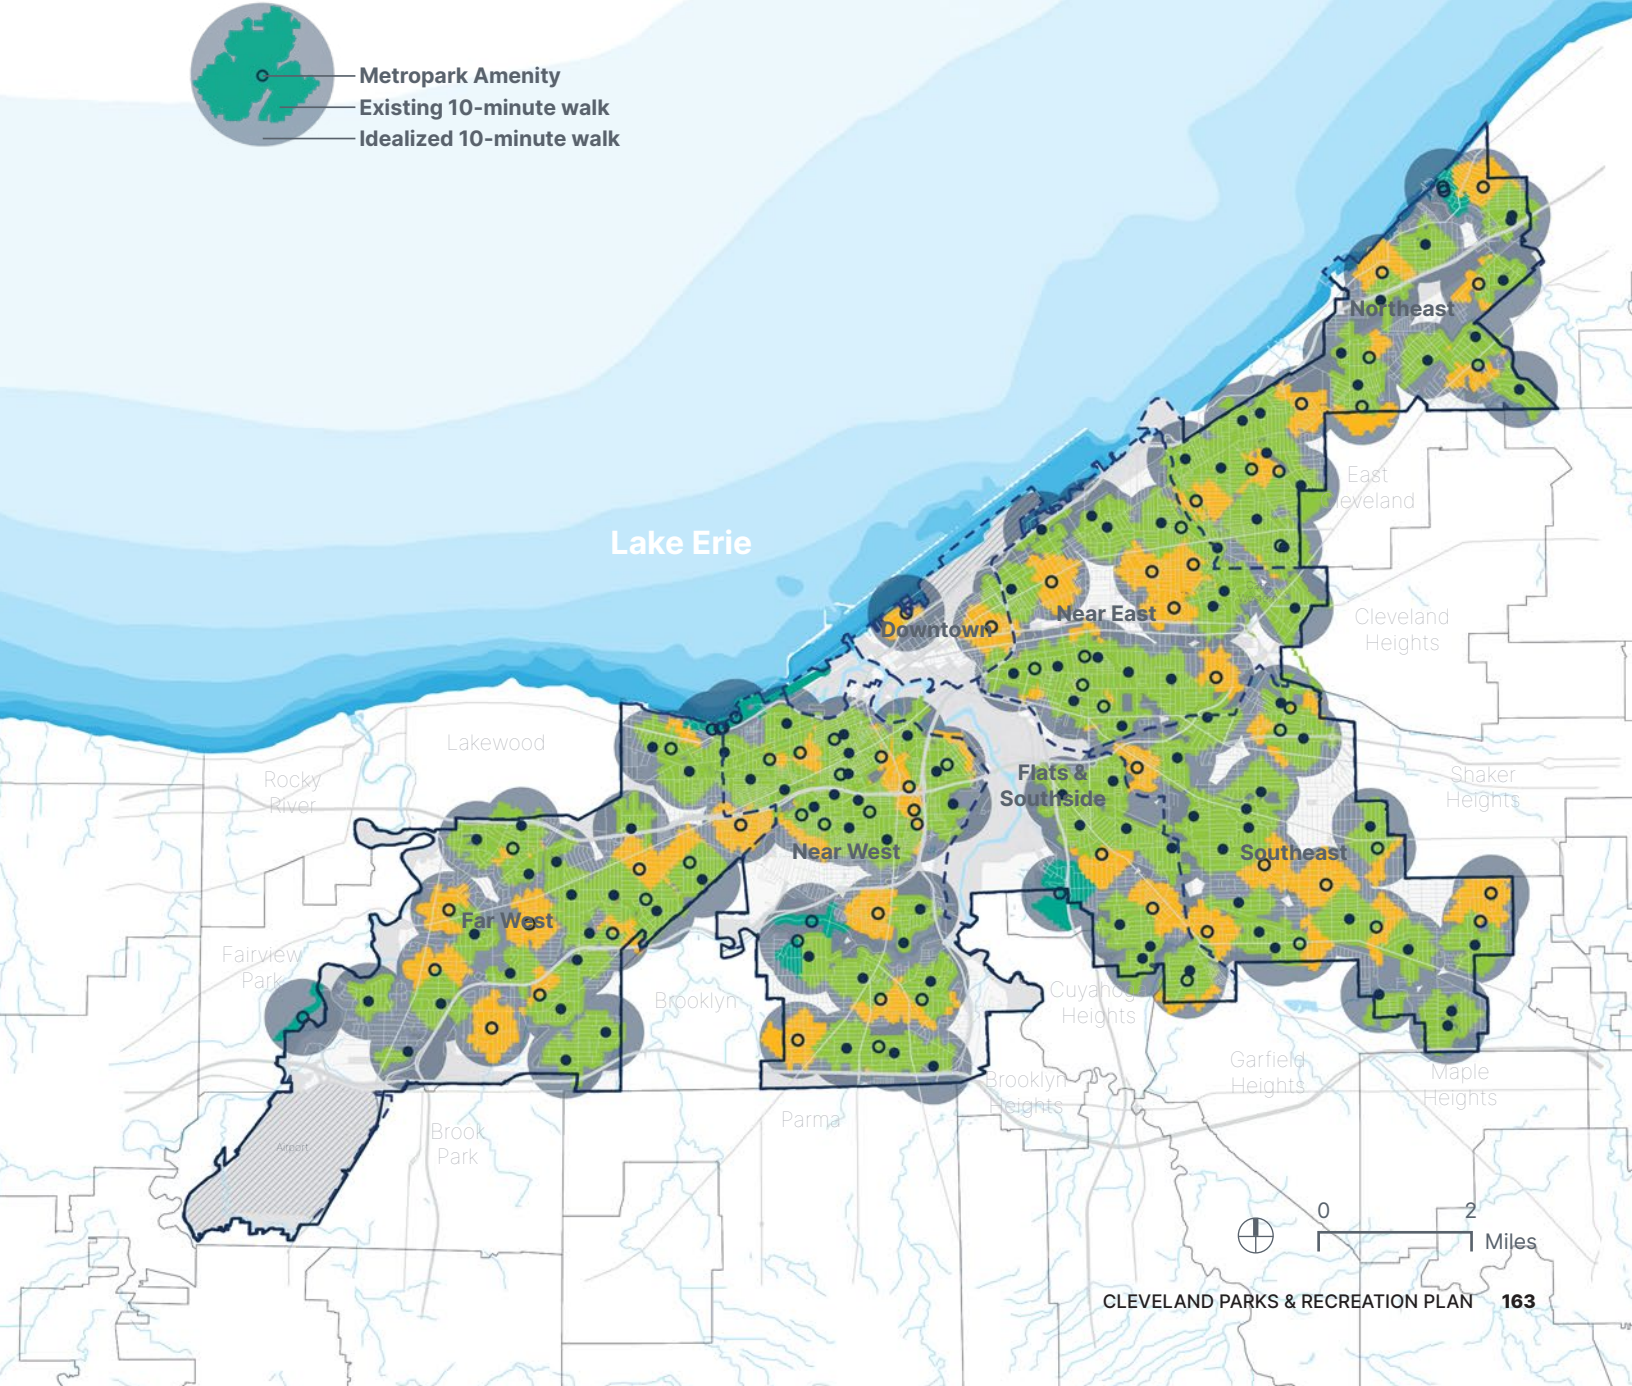 Metropark Amenity
Existing 10-minute walk
Idealized 10-minute walk
Northeast
East
Cleveland
Lake Erie
Near East
Downtown
Cleveland
Heights
Lakewood
Rocky
River
Flats &
Southside
Shaker
Heights
Near West
Southeast
Far West
Fairview
Park
Brooklyn
Cuyahoga
Heights
Garfield
Heights
Brooklyn
Heights
Maple
Heights
Parma
Brook
Park
Airport
0 2
Miles
CLEVELAND PARKS & RECREATION PLAN 163